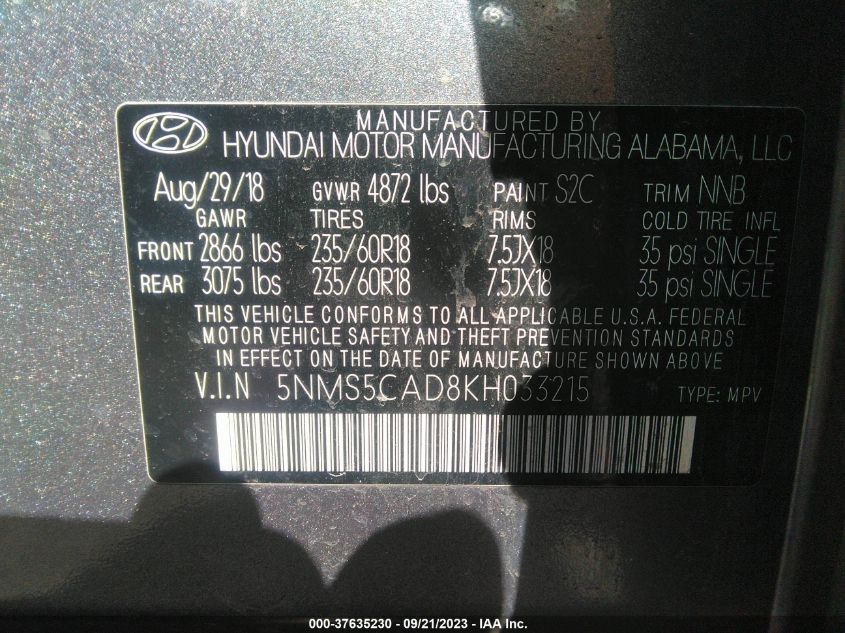 MANUFACTURED BY
HYUNDAI MOTOR MANUFACTURING ALABAMA, LLC
Aug/29/18 GVWR 4872 lbs PAINT S2C TRIM NNB
GAWR TIRES RIMS COLD TIRE INFL
FRONT 2866 lbs 235/60R18 7.5JX18 35 psi SINGLE
REAR 3075 lbs 235/60R18 7.5JX18 35 psi SINGLE
THIS VEHICLE CONFORMS TO ALL APPLICABLE U.S.A. FEDERAL
MOTOR VEHICLE SAFETY AND THEFT PREVENTION STANDARDS
IN EFFECT ON THE DATE OF MANUFACTURE SHOWN ABOVE
V.I.N 5NMS5CAD8KH033215 TYPE: MPV
000-37635230 - 09/21/2023 - IAA Inc.